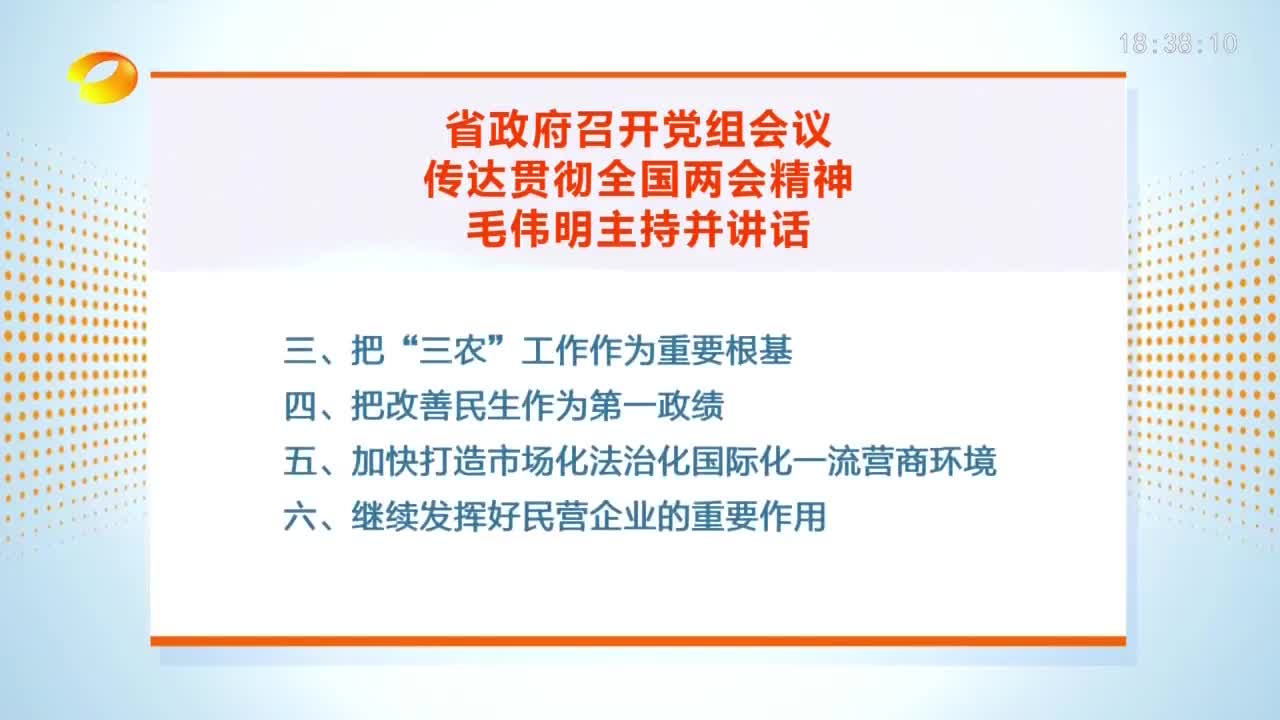 18:38:10
省政府召开党组会议
传达贯彻全国两会精神
毛伟明主持并讲话
三、把“三农”工作作为重要根基
四、把改善民生作为第一政绩
五、加快打造市场化法治化国际化一流营商环境
六、继续发挥好民营企业的重要作用